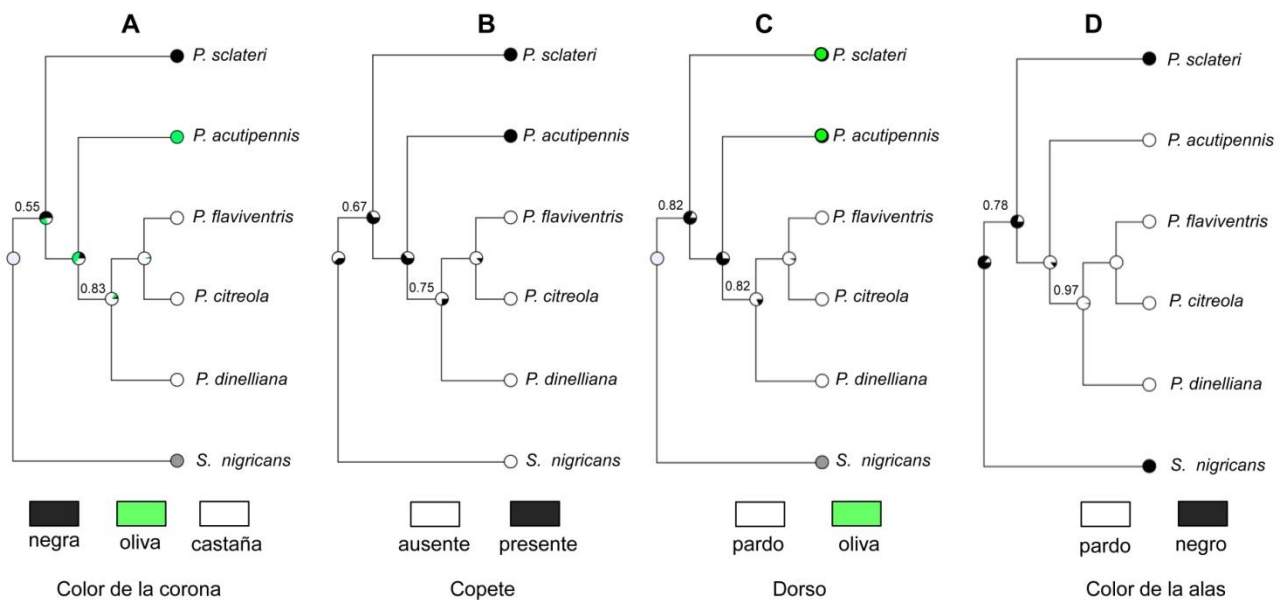 A
P. sclateri
P. acutipennis
0.55
P. flaviventris
0.83
P. citreola
P. dinelliana
S. nigricans
negra oliva castaña
Color de la corona
B
P. sclateri
P. acutipennis
0.67
P. flaviventris
0.75
P. citreola
P. dinelliana
S. nigricans
ausente presente
Copete
C
P. sclateri
P. acutipennis
0.82
P. flaviventris
0.82
P. citreola
P. dinelliana
S. nigricans
pardo oliva
Dorso
D
P. sclateri
P. acutipennis
0.78
P. flaviventris
0.97
P. citreola
P. dinelliana
S. nigricans
pardo negro
Color de la alas